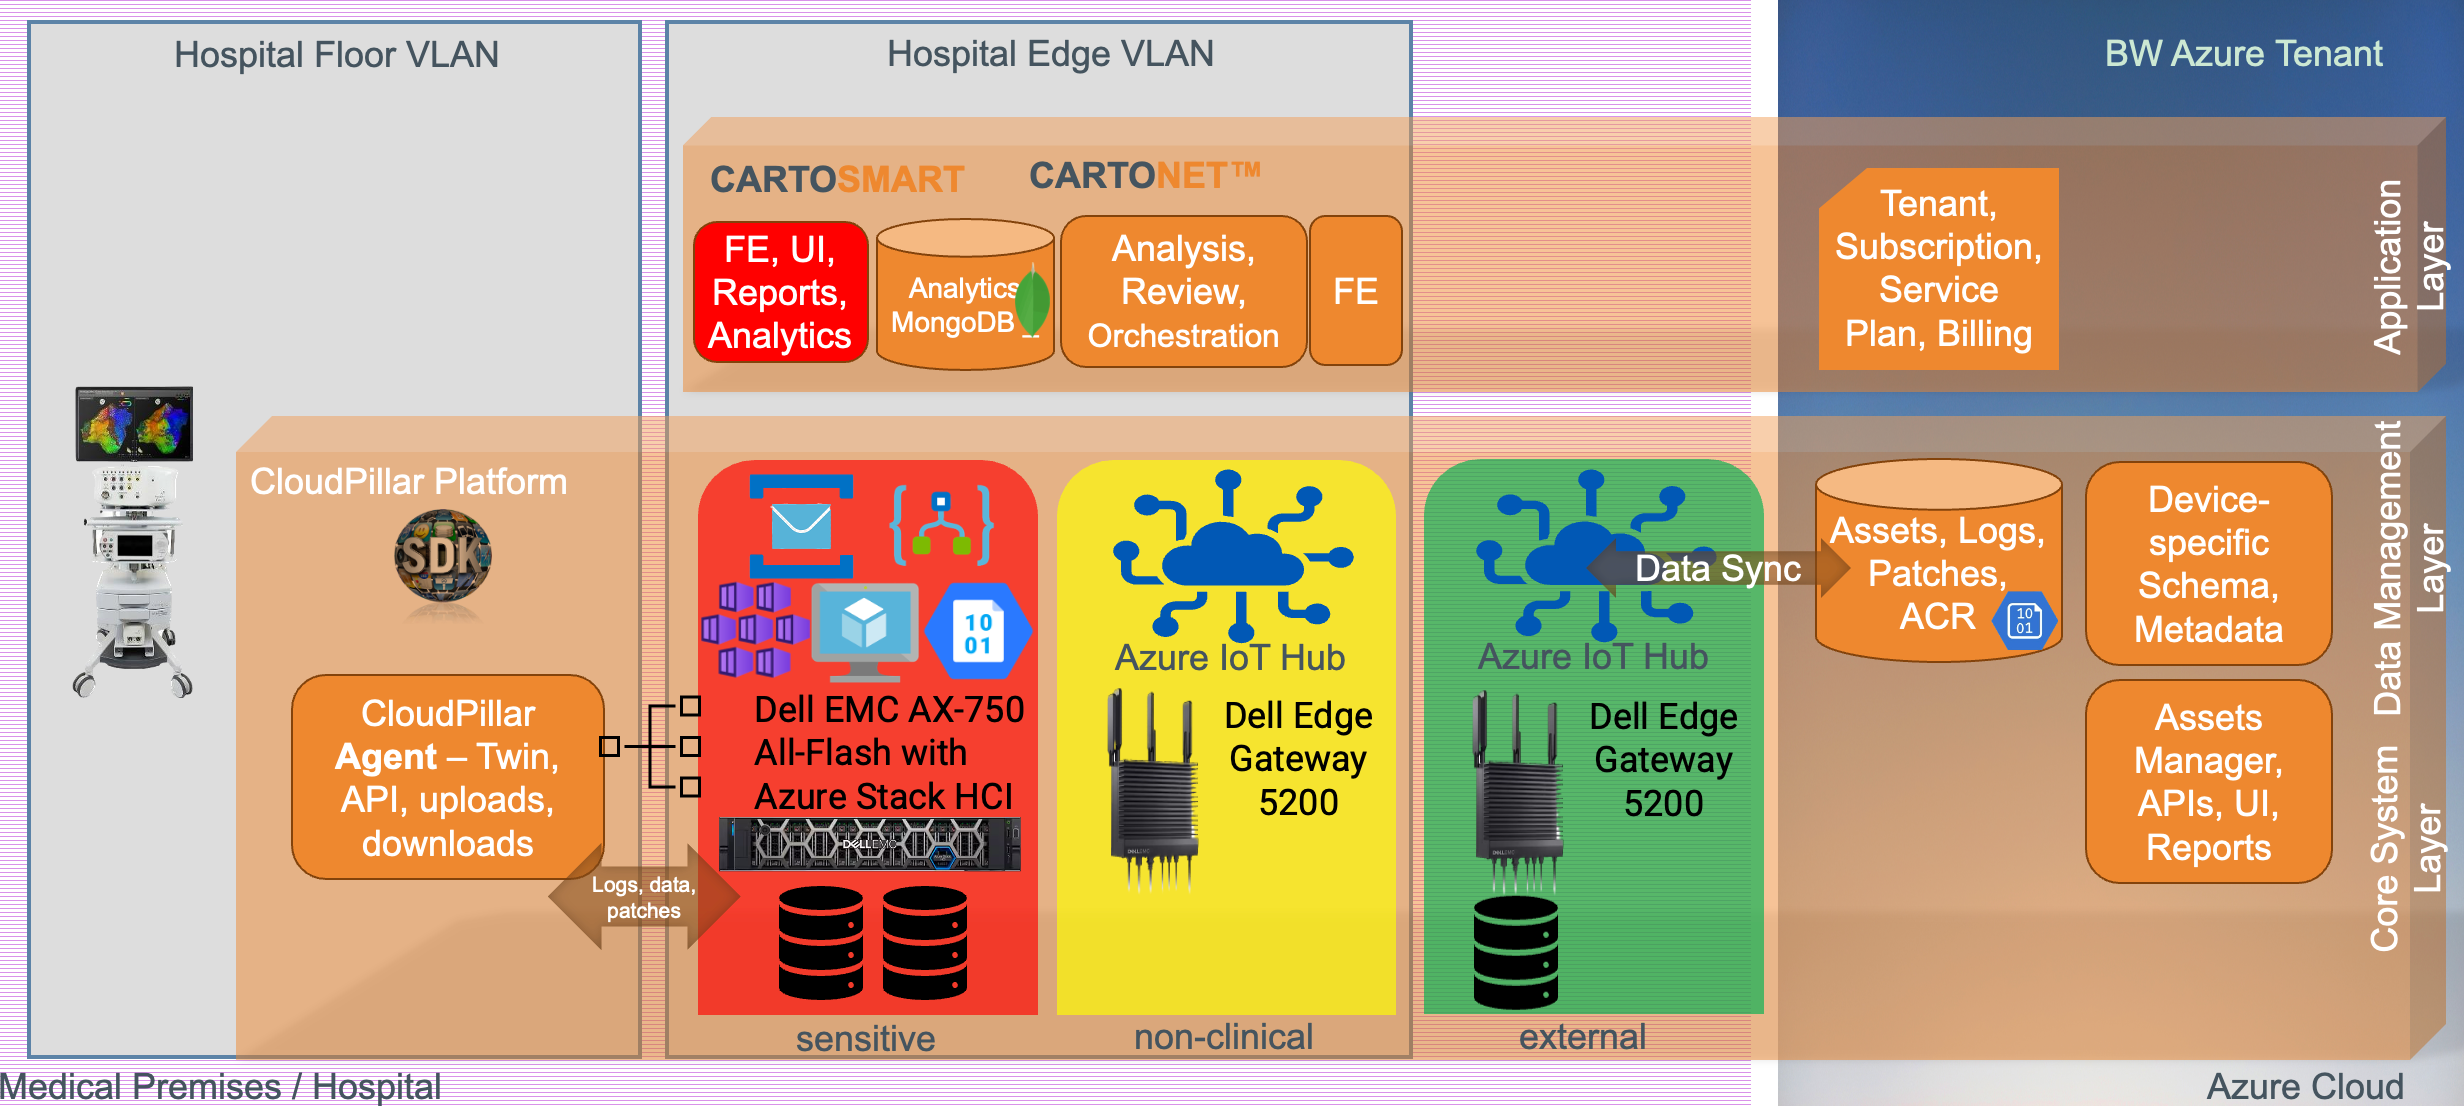 Hospital Floor VLAN
Hospital Edge VLAN
BW Azure Tenant
CARTOSMART
CARTONET™
FE, UI,
Reports,
Analytics
Analytics
MongoDB
Analysis,
Review,
Orchestration
FE
Tenant,
Subscription,
Service
Plan, Billing
Application
Layer
CloudPillar Platform
SDK
CloudPillar
Agent – Twin,
API, uploads,
downloads
Logs, data,
patches
10
01
Dell EMC AX-750
All-Flash with
Azure Stack HCI
DELLEMC
sensitive
Azure IoT Hub
Dell Edge
Gateway
5200
non-clinical
Azure IoT Hub
Dell Edge
Gateway
5200
external
Data Sync
Assets, Logs,
Patches,
ACR
10
01
Device-
specific
Schema,
Metadata
Assets
Manager,
APIs, UI,
Reports
Data Management
Layer
Core System
Layer
Medical Premises / Hospital
Azure Cloud